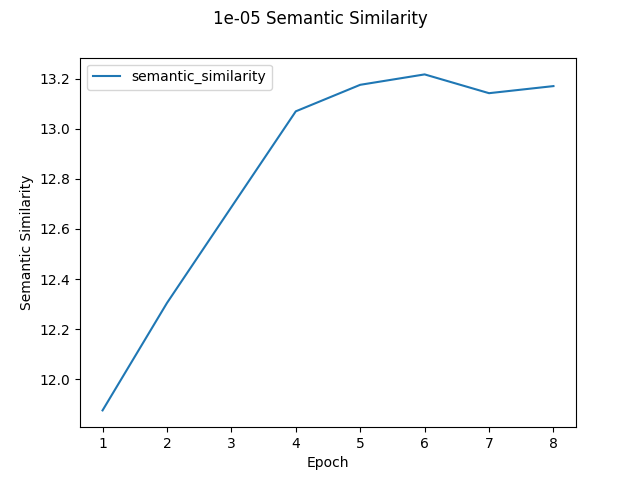 1e-05 Semantic Similarity
semantic_similarity
Semantic Similarity
13.2
13.0
12.8
12.6
12.4
12.2
12.0
1 2 3 4 5 6 7 8
Epoch